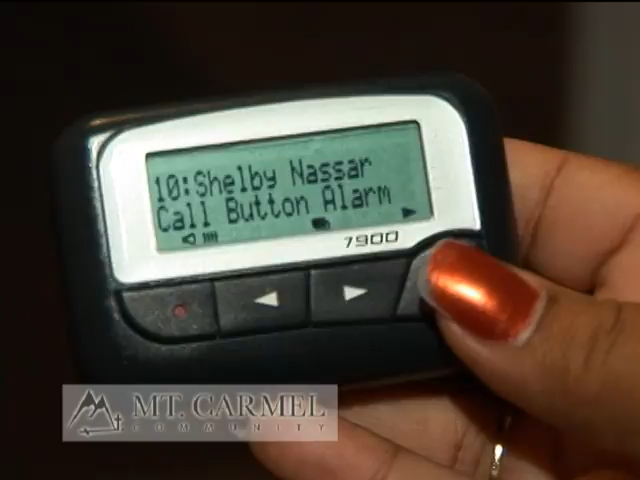 10:Shelby Nassar
Call Button Alarm
7900
MT. CARMEL
COMMUNITY